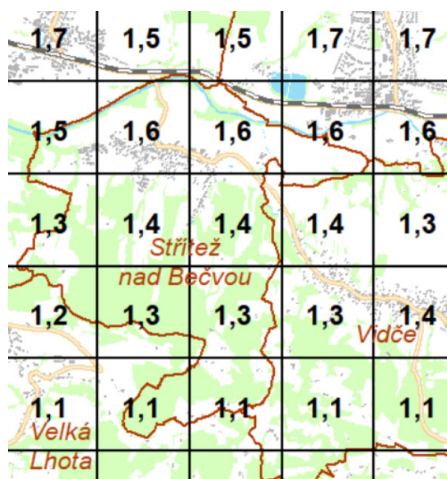 1,7 1,5 1,5 1,7 1,7
1,5 1,6 1,6 1,6 1,6
1,3 1,4 1,4 1,4 1,3
Střítež
nad Bečvou
1,2 1,3 1,3 1,3 1,4
Vidče
1,1 1,1 1,1 1,1 1,1
Velká
Lhota